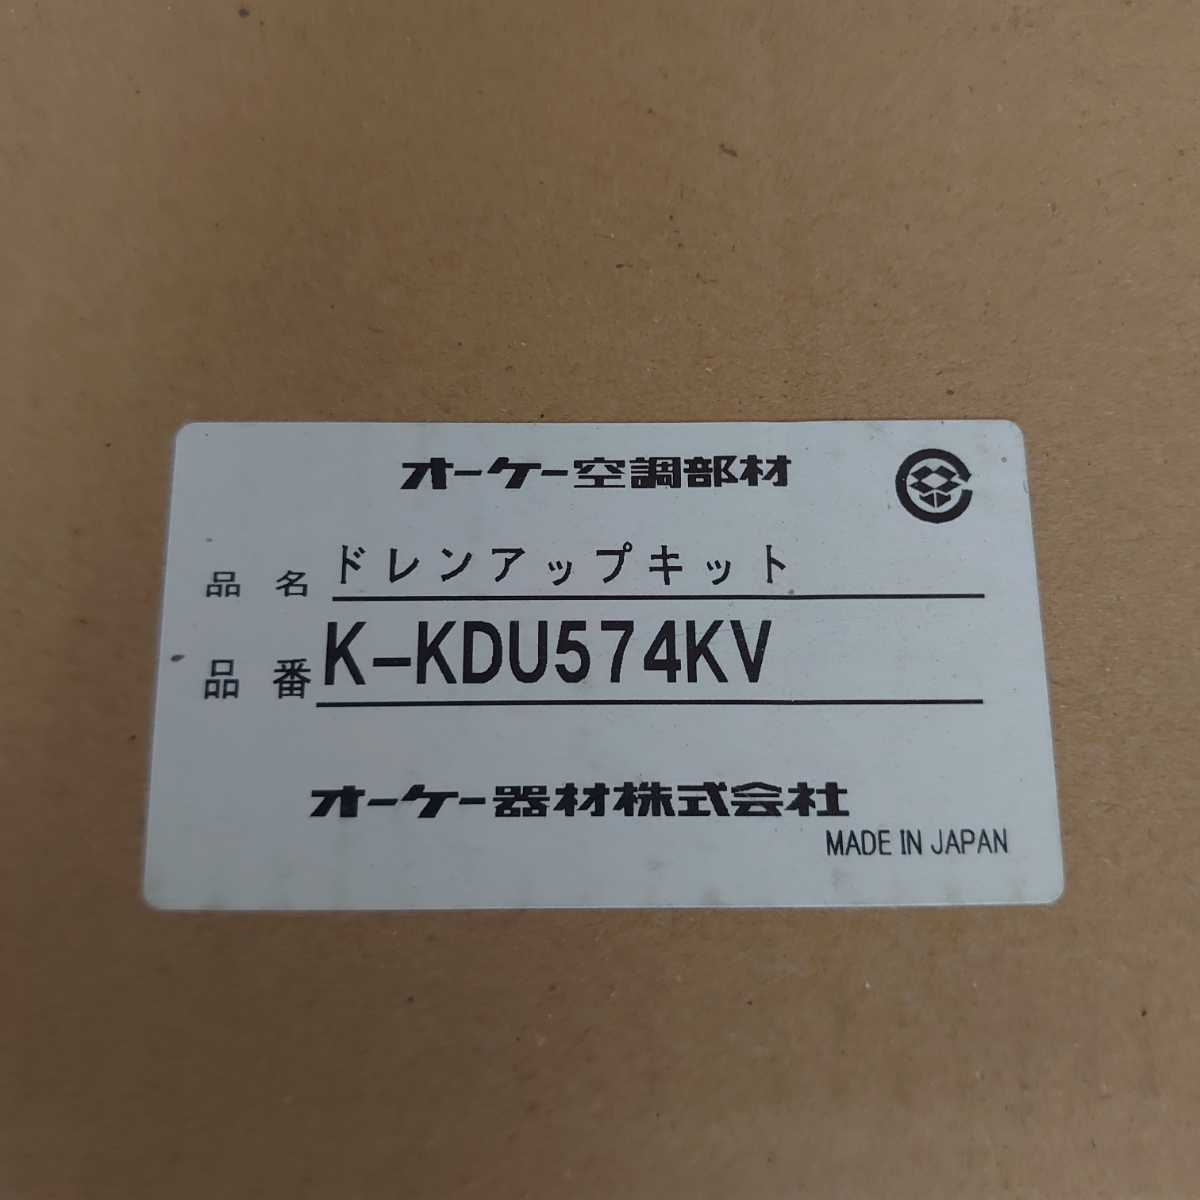 オーケー空調部材
品名 ドレンアップキット
品番 K-KDU574KV
オーケー器材株式会社
MADE IN JAPAN